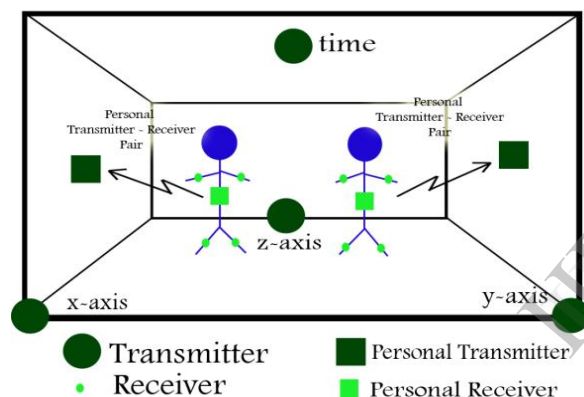 time
Personal
Transmitter ~ Receiver
Pair
Personal
Transmitter ~ Receiver
Pair
z-axis
x-axis
y-axis
Transmitter
Personal Transmitter
Receiver
Personal Receiver